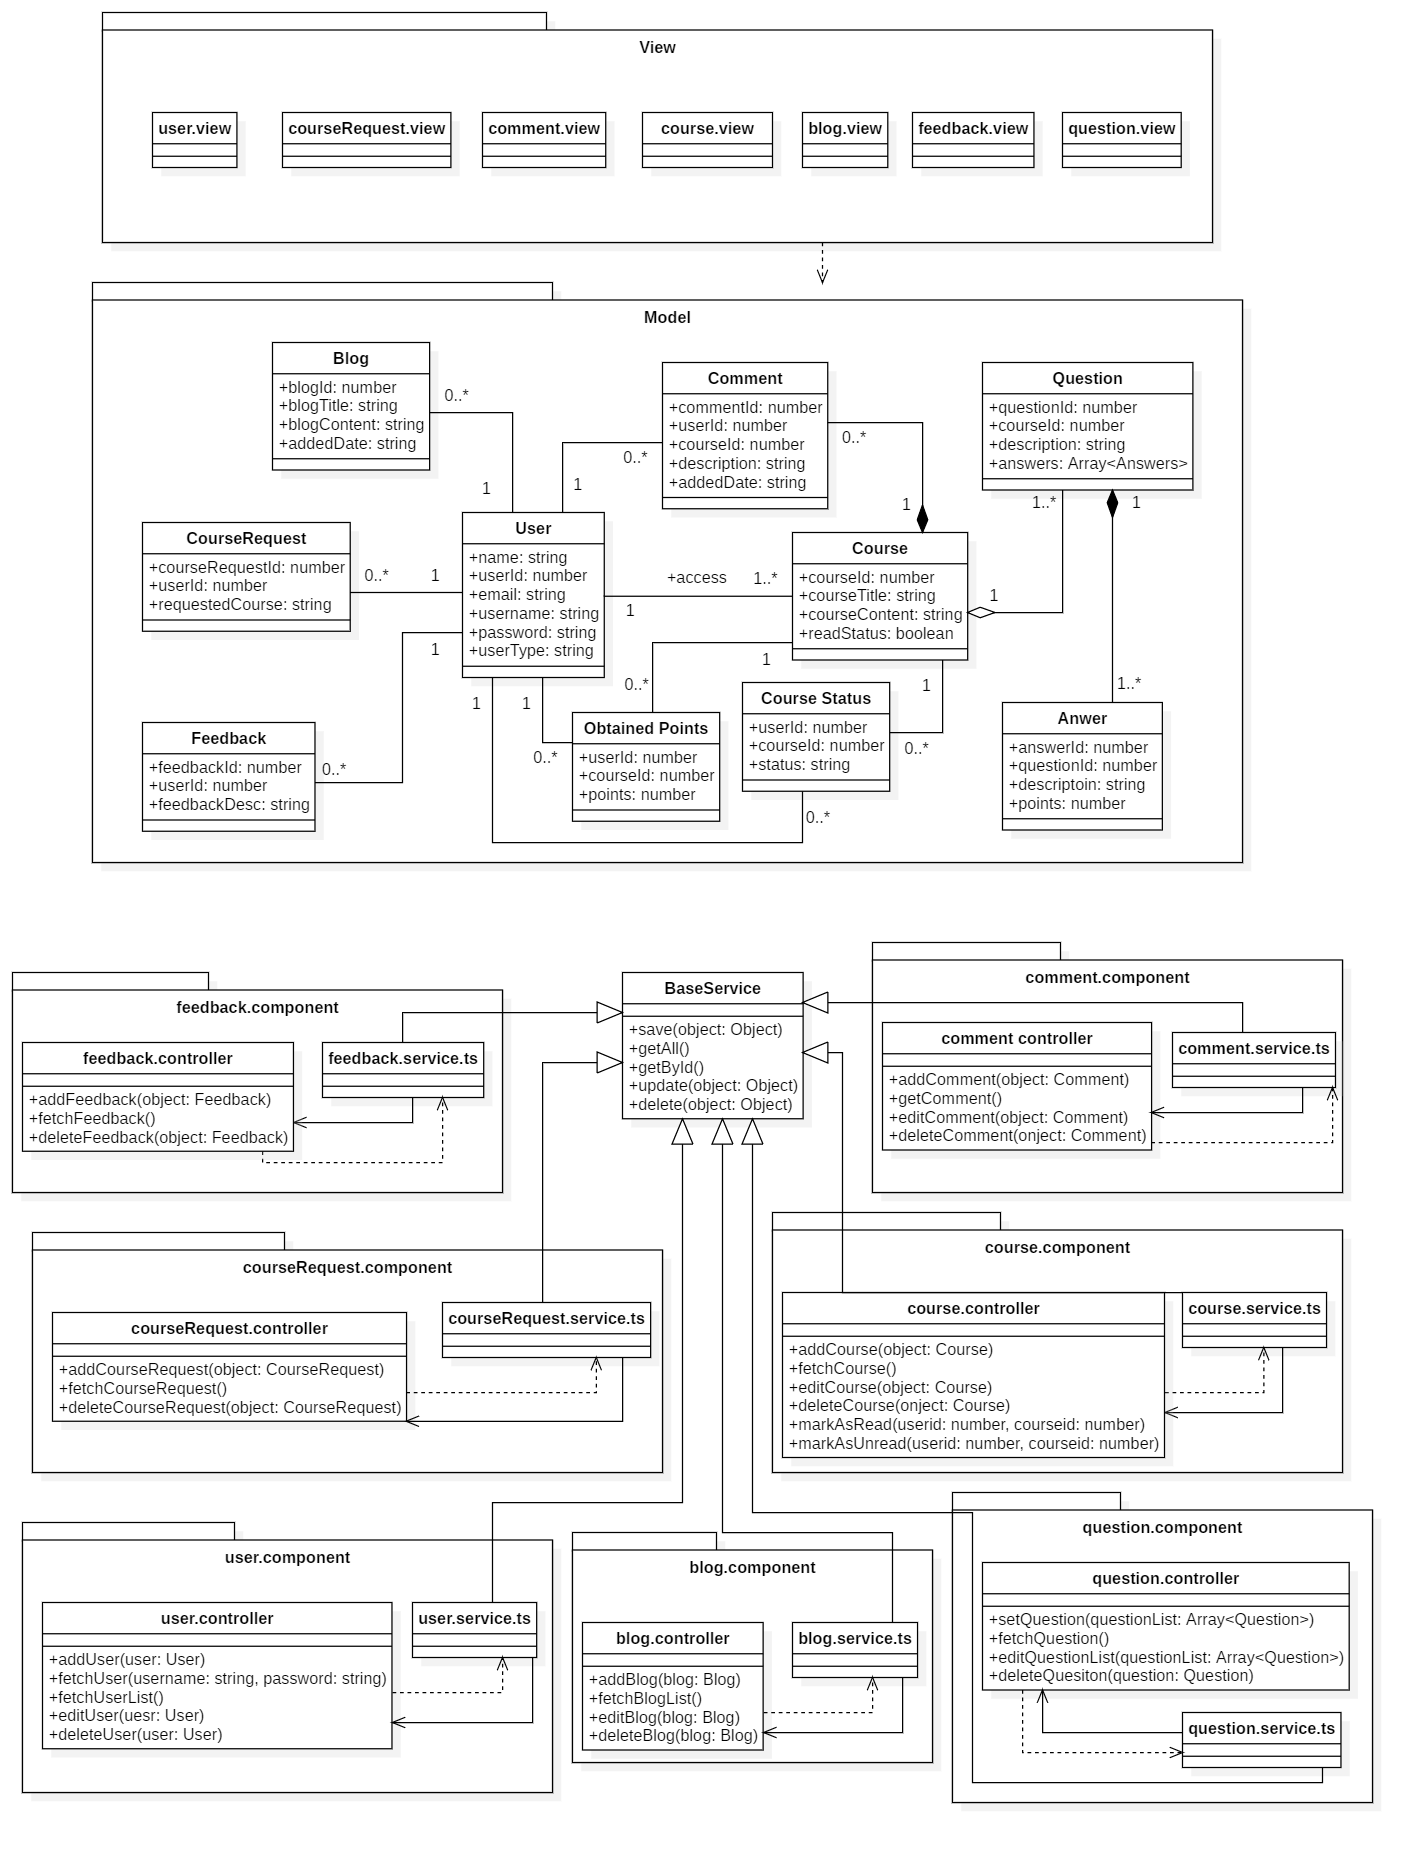 View
user.view
courseRequest.view
comment.view
course.view
blog.view
feedback.view
question.view
Model
Blog
+blogId: number
+blogTitle: string
+blogContent: string
+addedDate: string
0..*
1
Comment
+commentId: number
+userId: number
+courseId: number
+description: string
+addedDate: string
0..*
1
0..*
1
Question
+questionId: number
+courseId: number
+description: string
+answers: Array<Answers>
1..*
1
CourseRequest
+courseRequestId: number
+userId: number
+requestedCourse: string
0..*
1
User
+name: string
+userId: number
+email: string
+username: string
+password: string
+userType: string
+access
1..*
1
Course
+courseId: number
+courseTitle: string
+courseContent: string
+readStatus: boolean
1
1
1
1
1
1
0..*
0..*
0..*
0..*
1..*
Feedback
+feedbackId: number
+userId: number
+feedbackDesc: string
0..*
Obtained Points
+userId: number
+courseId: number
+points: number
Course Status
+userId: number
+courseId: number
+status: string
Anwer
+answerId: number
+questionId: number
+descriptoin: string
+points: number
feedback.component
feedback.controller
+addFeedback(object: Feedback)
+fetchFeedback()
+deleteFeedback(object: Feedback)
feedback.service.ts
BaseService
+save(object: Object)
+getAll()
+getById()
+update(object: Object)
+delete(object: Object)
comment.component
comment controller
+addComment(object: Comment)
+getComment()
+editComment(object: Comment)
+deleteComment(onject: Comment)
comment.service.ts
courseRequest.component
courseRequest.controller
+addCourseRequest(object: CourseRequest)
+fetchCourseRequest()
+deleteCourseRequest(object: CourseRequest)
courseRequest.service.ts
course.component
course.controller
+addCourse(object: Course)
+fetchCourse()
+editCourse(object: Course)
+deleteCourse(onject: Course)
+markAsRead(userid: number, courseid: number)
+markAsUnread(userid: number, courseid: number)
course.service.ts
user.component
user.controller
+addUser(user: User)
+fetchUser(username: string, password: string)
+fetchUserList()
+editUser(uesr: User)
+deleteUser(user: User)
user.service.ts
blog.component
blog.controller
+addBlog(blog: Blog)
+fetchBlogList()
+editBlog(blog: Blog)
+deleteBlog(blog: Blog)
blog.service.ts
question.component
question.controller
+setQuestion(questionList: Array<Question>)
+fetchQuestion()
+editQuestionList(questionList: Array<Question>)
+deleteQuesiton(question: Question)
question.service.ts